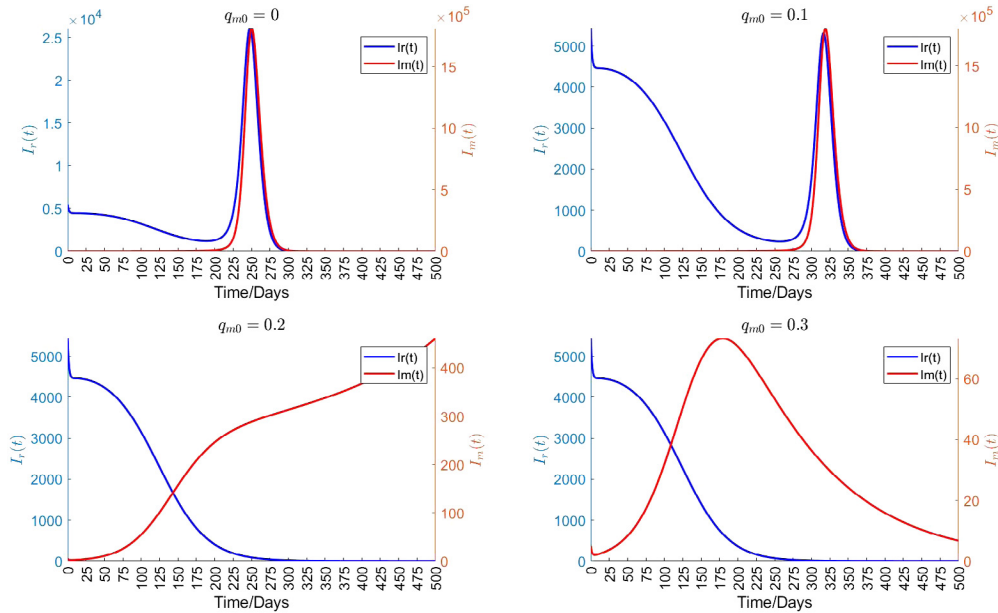 q_{m0} = 0
×10^4
×10^5
2.5
2
1.5
1
0.5
0
15
10
5
0
I_r(t)
I_m(t)
Ir(t)
Im(t)
0 25 50 75 100 125 150 175 200 225 250 275 300 325 350 375 400 425 450 475 500
Time/Days
q_{m0} = 0.1
×10^5
5000
4000
3000
2000
1000
0
15
10
5
0
I_r(t)
I_m(t)
Ir(t)
Im(t)
0 25 50 75 100 125 150 175 200 225 250 275 300 325 350 375 400 425 450 475 500
Time/Days
q_{m0} = 0.2
5000
4000
3000
2000
1000
0
400
300
200
100
0
I_r(t)
I_m(t)
Ir(t)
Im(t)
0 25 50 75 100 125 150 175 200 225 250 275 300 325 350 375 400 425 450 475 500
Time/Days
q_{m0} = 0.3
5000
4000
3000
2000
1000
0
60
40
20
0
I_r(t)
I_m(t)
Ir(t)
Im(t)
0 25 50 75 100 125 150 175 200 225 250 275 300 325 350 375 400 425 450 475 500
Time/Days